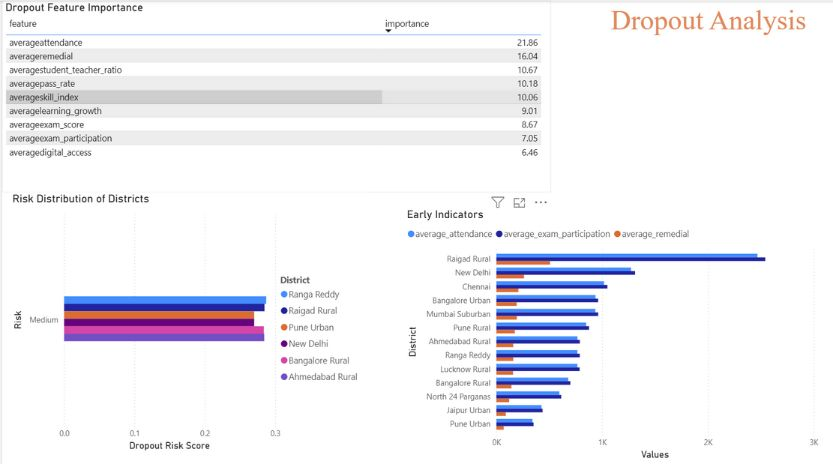 Dropout Analysis
Dropout Feature Importance
feature importance
averageattendance 21.86
averageremedial 16.04
averagestudent_teacher_ratio 10.67
averagepass_rate 10.18
averageskill_index 10.06
averagelearning_growth 9.01
averageexam_score 8.67
averageexam_participation 7.05
averagedigital_access 6.46
Risk Distribution of Districts
Risk
Medium
0.0 0.1 0.2 0.3
Dropout Risk Score
District
Ranga Reddy
Raigad Rural
Pune Urban
New Delhi
Bangalore Rural
Ahmedabad Rural
Early Indicators
average_attendance average_exam_participation average_remedial
District
Raigad Rural
New Delhi
Chennai
Bangalore Urban
Mumbai Suburban
Pune Rural
Ahmedabad Rural
Ranga Reddy
Lucknow Rural
Bangalore Rural
North 24 Parganas
Jaipur Urban
Pune Urban
0K 1K 2K 3K
Values